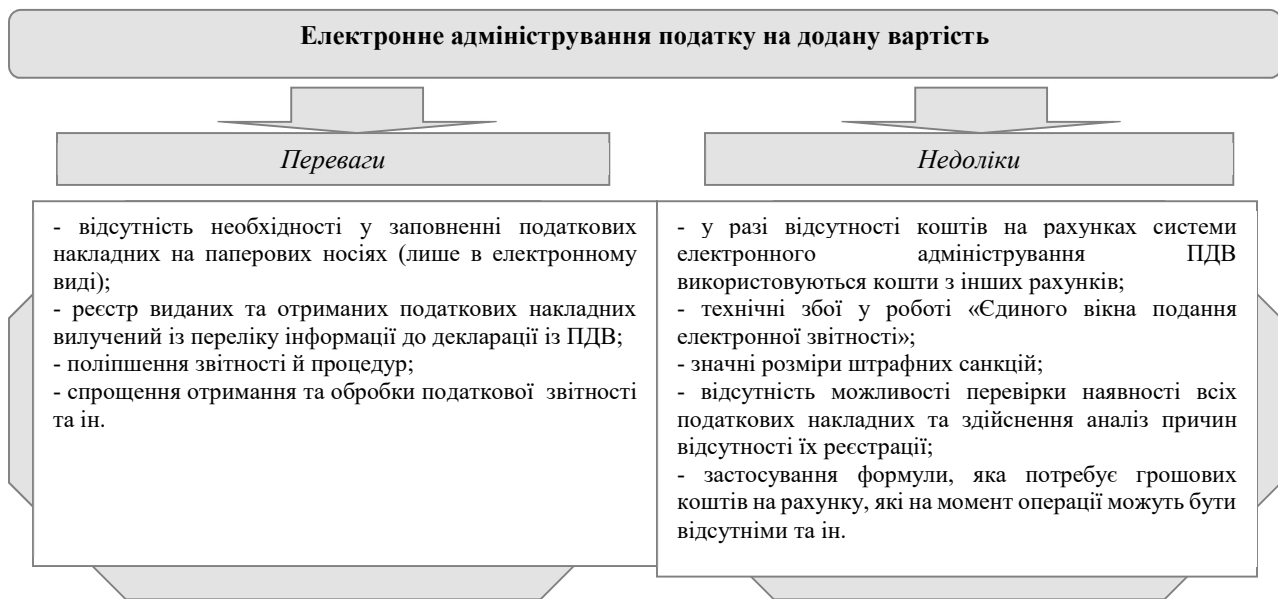 Електронне адміністрування податку на додану вартість
Переваги
- відсутність необхідності у заповненні податкових
накладних на паперових носіях (лише в електронному
виді);
- реєстр виданих та отриманих податкових накладних
вилучений із переліку інформації до декларації із ПДВ;
- поліпшення звітності й процедур;
- спрощення отримання та обробки податкової звітності
та ін.
Недоліки
- у разі відсутності коштів на рахунках системи
електронного адміністрування ПДВ
використовуються кошти з інших рахунків;
- технічні збої у роботі «Єдиного вікна подання
електронної звітності»;
- значні розміри штрафних санкцій;
- відсутність можливості перевірки наявності всіх
податкових накладних та здійснення аналіз причин
відсутності їх реєстрації;
- застосування формули, яка потребує грошових
коштів на рахунку, які на момент операції можуть бути
відсутніми та ін.